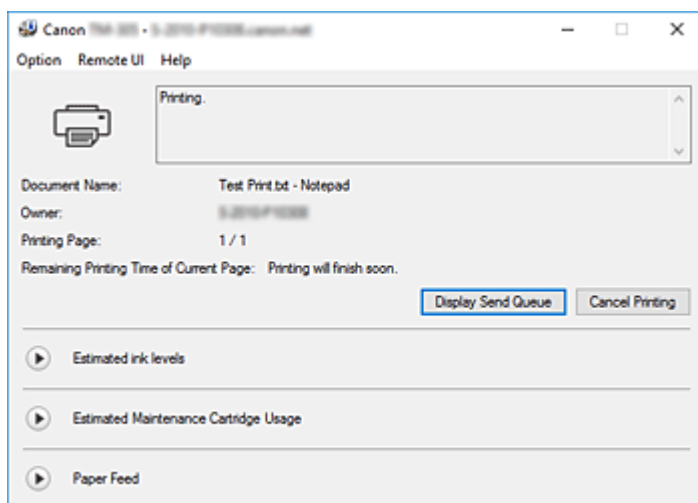 Canon
Option Remote UI Help
Printing.
Document Name: Test Print.txt - Notepad
Owner:
Printing Page: 1 / 1
Remaining Printing Time of Current Page: Printing will finish soon.
Display Send Queue Cancel Printing
Estimated ink levels
Estimated Maintenance Cartridge Usage
Paper Feed